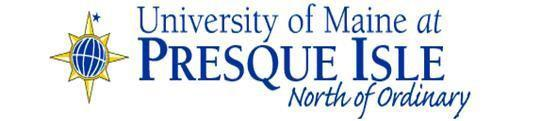 University of Maine at
PRESQUE ISLE
North of Ordinary